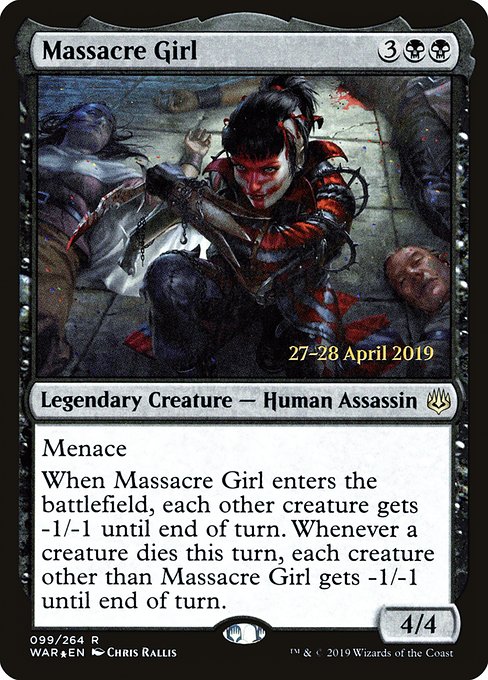 Massacre Girl 3
27–28 April 2019
Legendary Creature — Human Assassin
Menace
When Massacre Girl enters the
battlefield, each other creature gets
-1/-1 until end of turn. Whenever a
creature dies this turn, each creature
other than Massacre Girl gets -1/-1
until end of turn.
4/4
099/264 R
WAR★EN Chris Rallis
™ & © 2019 Wizards of the Coast